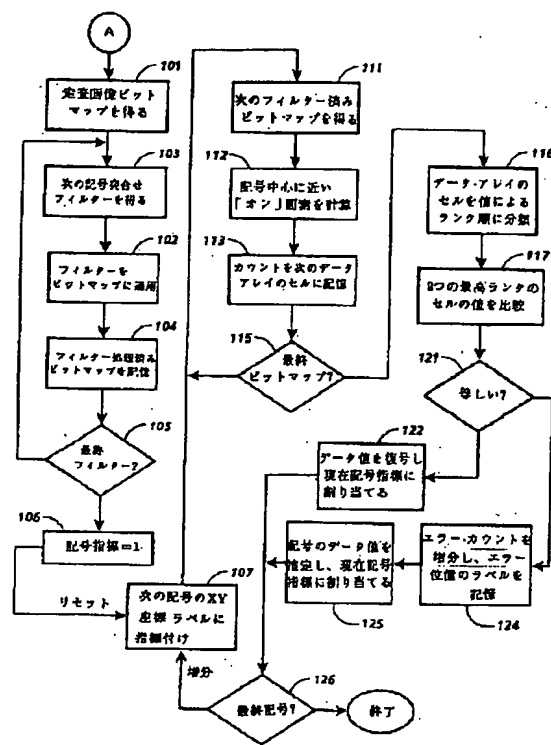 A
101
走査画像ビット
マップを得る
103
次の記号突合せ
フィルターを得る
102
フィルターを
ビットマップに適用
104
フィルター処理済み
ビットマップを記憶
105
最終
フィルター?
106
記号指標=1
リセット
107
次の記号のXY
座標ラベルに
指標付け
増分
111
次のフィルター済み
ビットマップを得る
112
記号中心に近い
「オン」画素を計算
113
カウントを次のデータ
アレイのセルに記憶
115
最終
ビットマップ?
116
データ・アレイの
セルを値による
ランク順に分類
117
2つの最高ランクの
セルの値を比較
121
等しい?
122
データ値を復号し
現在記号指標に
割り当てる
124
エラー・カウントを
増分し、エラー
位置のラベルを
記憶
125
記号のデータ値を
推定し、現在記号
指標に割り当てる
126
最終記号?
終了